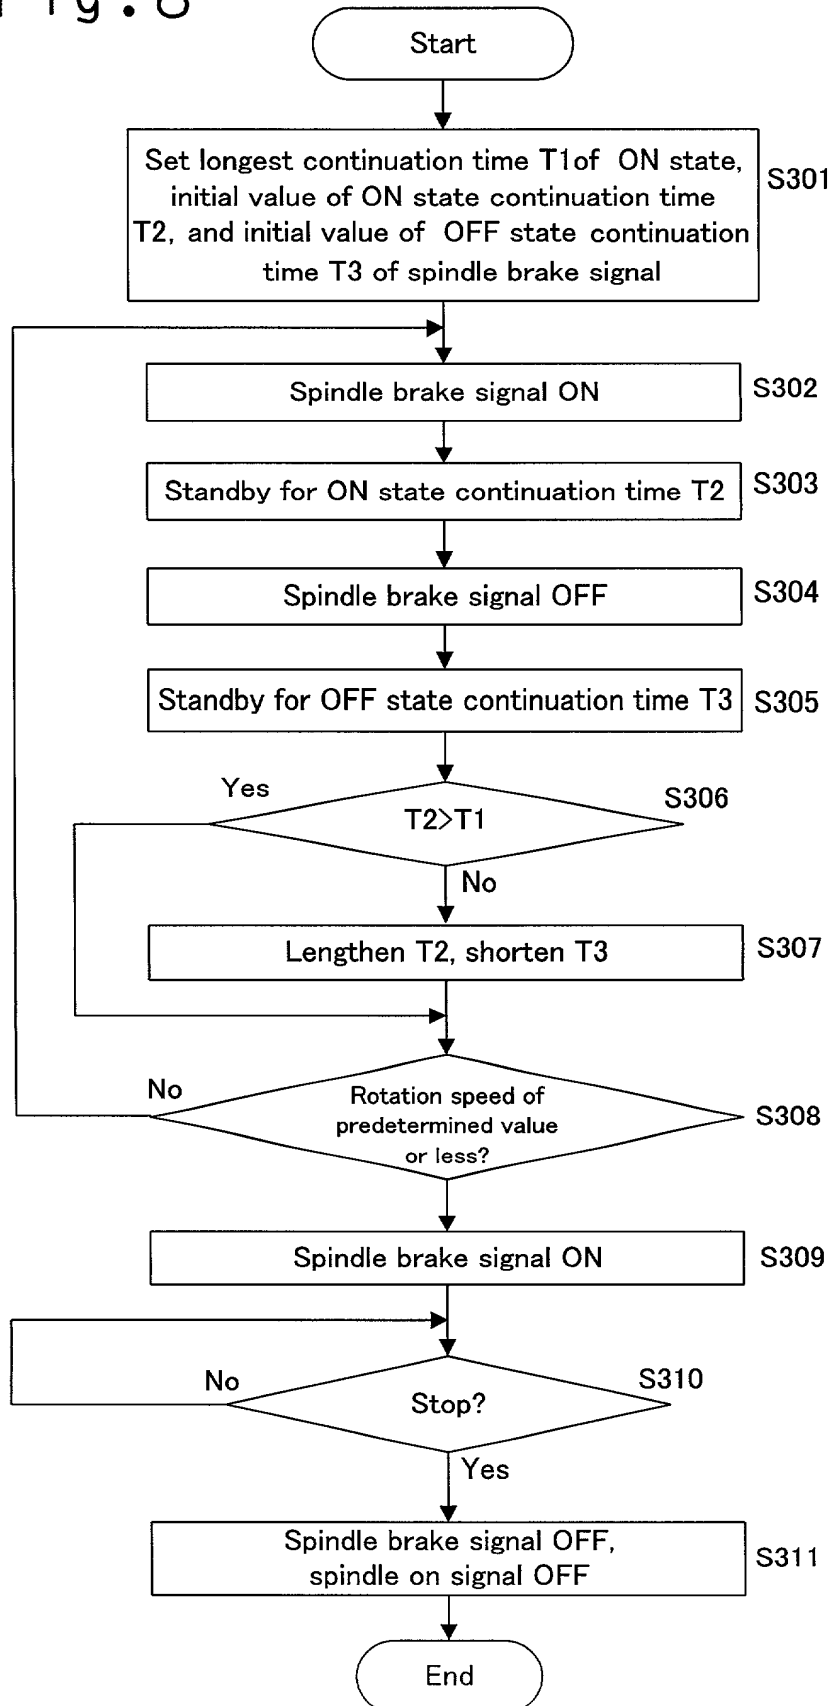 Fig. 8
Start
Set longest continuation time T1of ON state,
initial value of ON state continuation time
T2, and initial value of OFF state continuation
time T3 of spindle brake signal
S301
Spindle brake signal ON
S302
Standby for ON state continuation time T2
S303
Spindle brake signal OFF
S304
Standby for OFF state continuation time T3
S305
Yes
T2>T1
S306
No
Lengthen T2, shorten T3
S307
No
Rotation speed of
predetermined value
or less?
S308
Spindle brake signal ON
S309
No
Stop?
S310
Yes
Spindle brake signal OFF,
spindle on signal OFF
S311
End